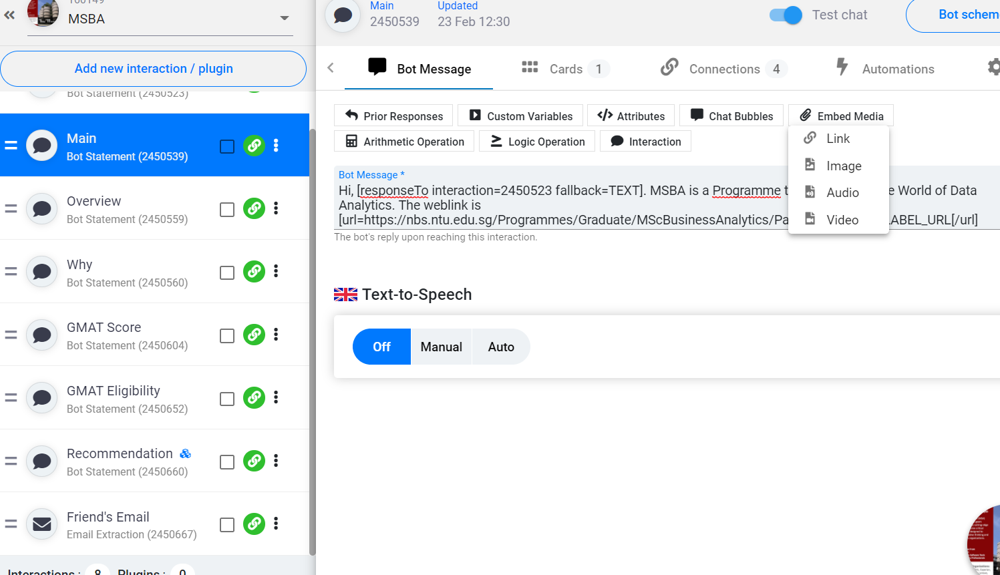 MSBA
Add new interaction / plugin
Bot Statement (2450523)
Main
Bot Statement (2450539)
Overview
Bot Statement (2450559)
Why
Bot Statement (2450560)
GMAT Score
Bot Statement (2450604)
GMAT Eligibility
Bot Statement (2450652)
Recommendation
Bot Statement (2450660)
Friend's Email
Email Extraction (2450667)
Interactions : 8 Plugins : 0
Main Updated
2450539 23 Feb 12:30
Test chat
Bot schem
Bot Message Cards 1 Connections 4 Automations
Prior Responses Custom Variables Attributes Chat Bubbles Embed Media
Arithmetic Operation Logic Operation Interaction
Link
Image
Audio
Video
Bot Message *
Hi, [responseTo interaction=2450523 fallback=TEXT]. MSBA is a Programme t e World of Data
Analytics. The weblink is
[url=https://nbs.ntu.edu.sg/Programmes/Graduate/MScBusinessAnalytics/Pa ABEL_URL[/url]
The bot's reply upon reaching this interaction.
Text-to-Speech
Off Manual Auto